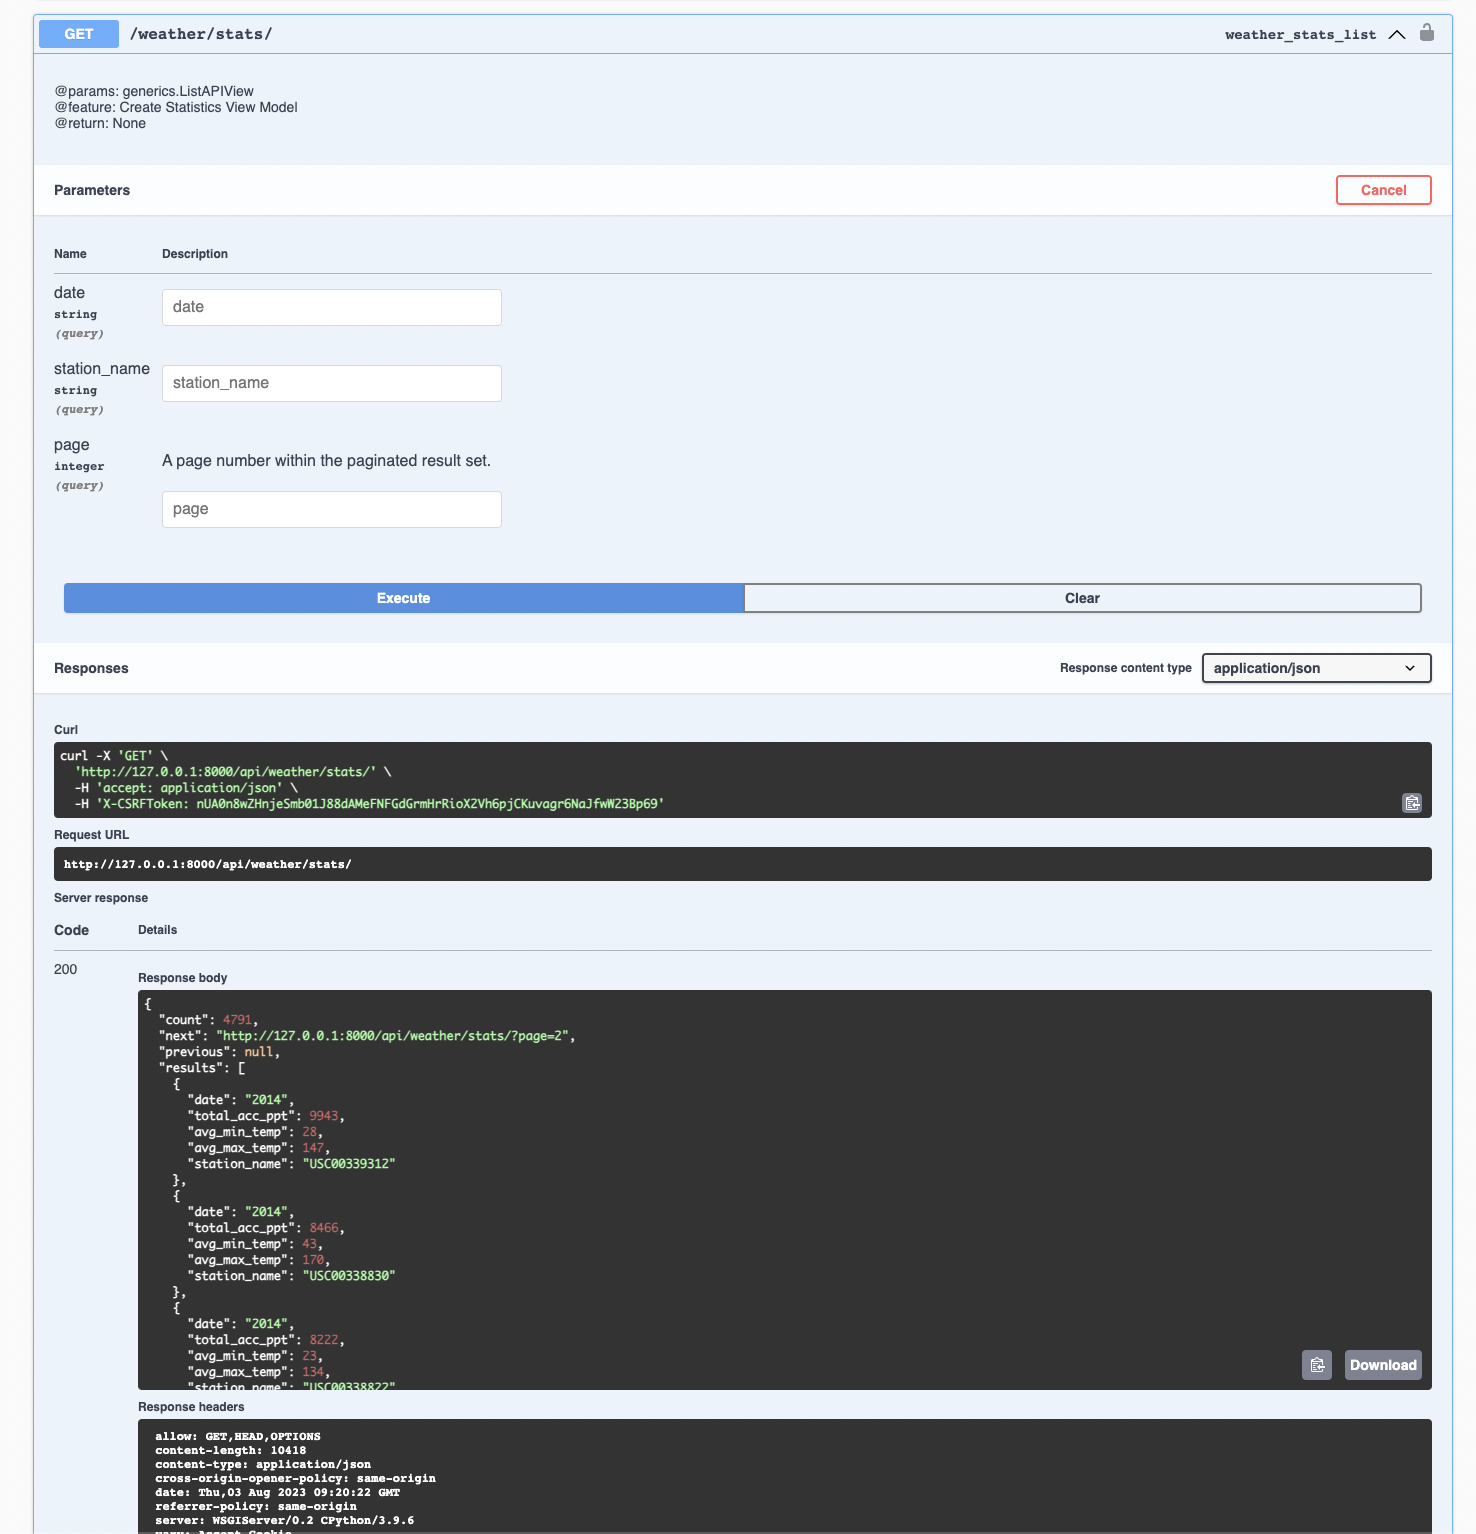 GET /weather/stats/ weather_stats_list
@params: generics.ListAPIView
@feature: Create Statistics View Model
@return: None
Parameters Cancel
Name Description
date
string
(query)
date
station_name
string
(query)
station_name
page
integer
(query)
A page number within the paginated result set.
page
Execute Clear
Responses Response content type application/json
Curl
curl -X 'GET' \
  'http://127.0.0.1:8000/api/weather/stats/' \
  -H 'accept: application/json' \
  -H 'X-CSRFToken: nUA0n8wZHnjeSmb01J88dAMeFNFGdGrmHrRioX2Vh6pjCKuvagr6NaJfwW23Bp69'
Request URL
http://127.0.0.1:8000/api/weather/stats/
Server response
Code Details
200
Response body
{
  "count": 4791,
  "next": "http://127.0.0.1:8000/api/weather/stats/?page=2",
  "previous": null,
  "results": [
    {
      "date": "2014",
      "total_acc_ppt": 9943,
      "avg_min_temp": 28,
      "avg_max_temp": 147,
      "station_name": "USC00339312"
    },
    {
      "date": "2014",
      "total_acc_ppt": 8466,
      "avg_min_temp": 43,
      "avg_max_temp": 170,
      "station_name": "USC00338830"
    },
    {
      "date": "2014",
      "total_acc_ppt": 8222,
      "avg_min_temp": 23,
      "avg_max_temp": 134,
      "station_name": "USC00338822"
Download
Response headers
allow: GET,HEAD,OPTIONS
content-length: 10418
content-type: application/json
cross-origin-opener-policy: same-origin
date: Thu,03 Aug 2023 09:20:22 GMT
referrer-policy: same-origin
server: WSGIServer/0.2 CPython/3.9.6
vary: Accept,Cookie